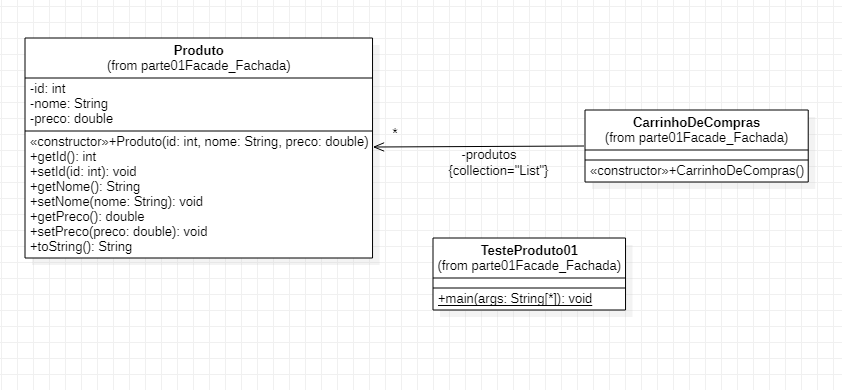 Produto
(from parte01Facade_Fachada)
-id: int
-nome: String
-preco: double
«constructor»+Produto(id: int, nome: String, preco: double)
+getId(): int
+setId(id: int): void
+getNome(): String
+setNome(nome: String): void
+getPreco(): double
+setPreco(preco: double): void
+toString(): String
*
-produtos
{collection="List"}
CarrinhoDeCompras
(from parte01Facade_Fachada)
«constructor»+CarrinhoDeCompras()
TesteProduto01
(from parte01Facade_Fachada)
+main(args: String[*]): void